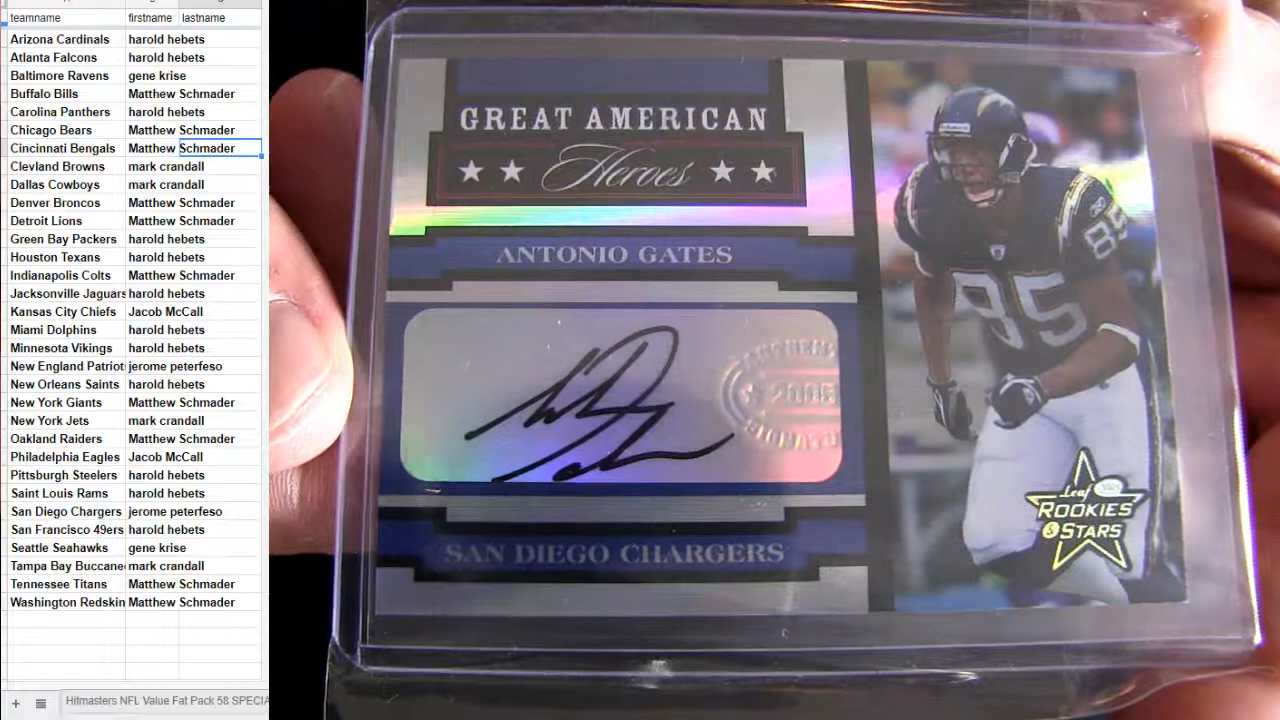 teamname firstname lastname
Arizona Cardinals harold hebets
Atlanta Falcons harold hebets
Baltimore Ravens gene krise
Buffalo Bills Matthew Schmader
Carolina Panthers harold hebets
Chicago Bears Matthew Schmader
Cincinnati Bengals Matthew Schmader
Clevland Browns mark crandall
Dallas Cowboys mark crandall
Denver Broncos Matthew Schmader
Detroit Lions Matthew Schmader
Green Bay Packers harold hebets
Houston Texans harold hebets
Indianapolis Colts Matthew Schmader
Jacksonville Jaguars harold hebets
Kansas City Chiefs Jacob McCall
Miami Dolphins harold hebets
Minnesota Vikings harold hebets
New England Patriot jerome peterfeso
New Orleans Saints harold hebets
New York Giants Matthew Schmader
New York Jets mark crandall
Oakland Raiders Matthew Schmader
Philadelphia Eagles Jacob McCall
Pittsburgh Steelers harold hebets
Saint Louis Rams harold hebets
San Diego Chargers jerome peterfeso
San Francisco 49ers harold hebets
Seattle Seahawks gene krise
Tampa Bay Buccane mark crandall
Tennessee Titans Matthew Schmader
Washington Redskin Matthew Schmader
Hitmasters NFL Value Fat Pack 58 SPECIA
GREAT AMERICAN
Heroes
ANTONIO GATES
2005
SAN DIEGO CHARGERS
85
85
Leaf
ROOKIES
& STARS